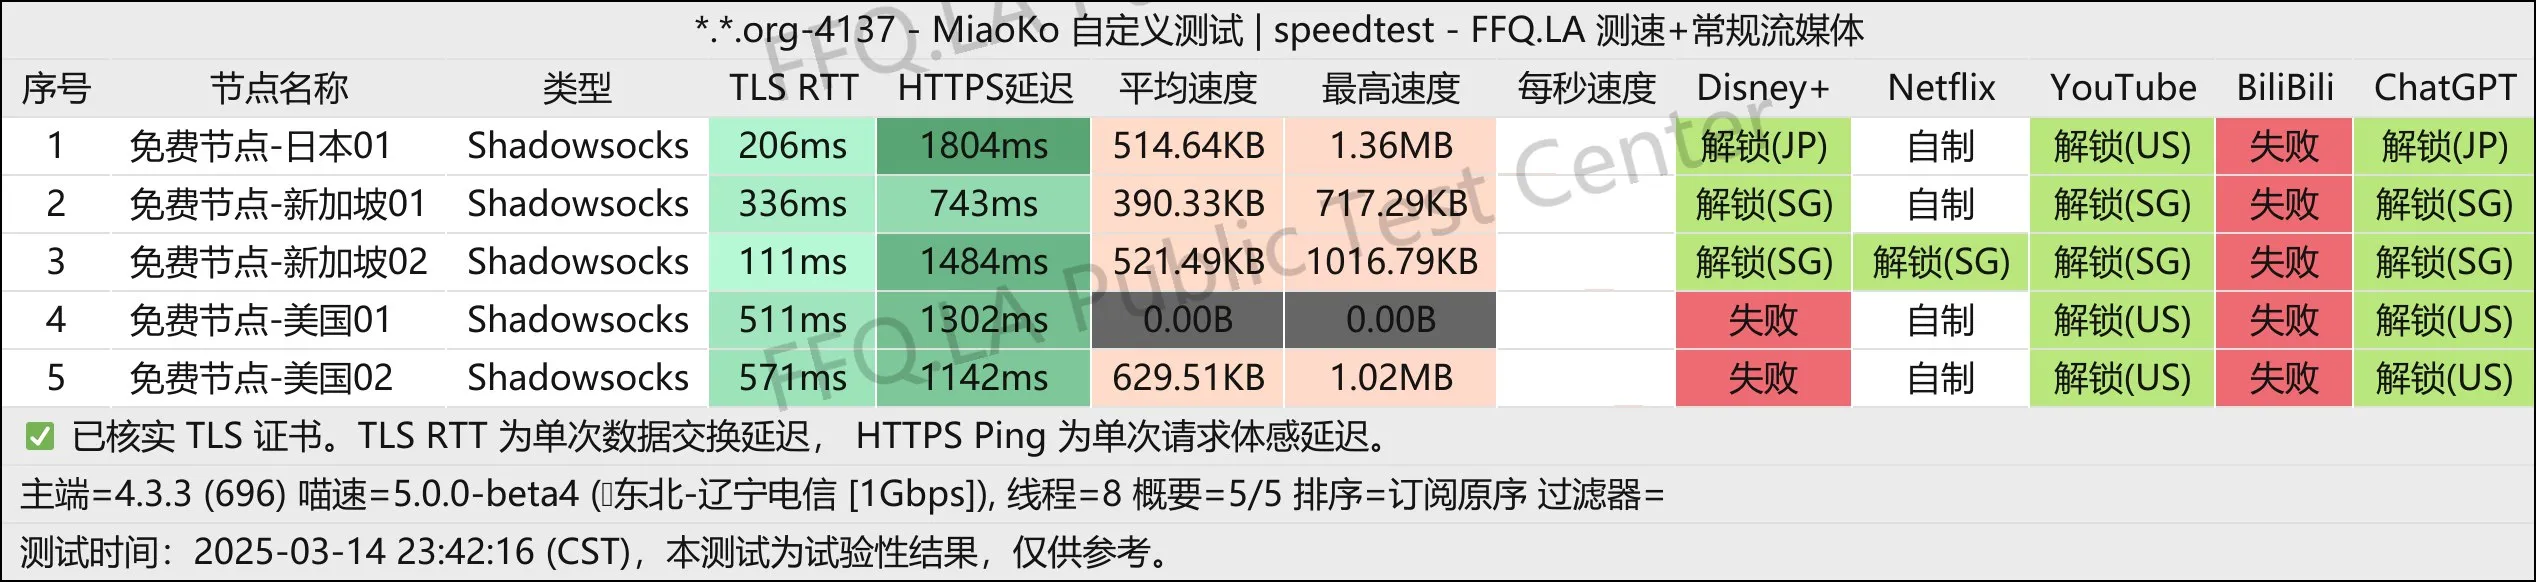 *.*.org-4137 - MiaoKo 自定义测试 | speedtest - FFQ.LA 测速+常规流媒体
序号 节点名称 类型 TLS RTT HTTPS延迟 平均速度 最高速度 每秒速度 Disney+ Netflix YouTube BiliBili ChatGPT
1 免费节点-日本01 Shadowsocks 206ms 1804ms 514.64KB 1.36MB 解锁(JP) 自制 解锁(US) 失败 解锁(JP)
2 免费节点-新加坡01 Shadowsocks 336ms 743ms 390.33KB 717.29KB 解锁(SG) 自制 解锁(SG) 失败 解锁(SG)
3 免费节点-新加坡02 Shadowsocks 111ms 1484ms 521.49KB 1016.79KB 解锁(SG) 解锁(SG) 解锁(SG) 失败 解锁(SG)
4 免费节点-美国01 Shadowsocks 511ms 1302ms 0.00B 0.00B 失败 自制 解锁(US) 失败 解锁(US)
5 免费节点-美国02 Shadowsocks 571ms 1142ms 629.51KB 1.02MB 失败 自制 解锁(US) 失败 解锁(US)
✅ 已核实 TLS 证书。TLS RTT 为单次数据交换延迟， HTTPS Ping 为单次请求体感延迟。
主端=4.3.3 (696) 喵速=5.0.0-beta4 (东北-辽宁电信 [1Gbps]), 线程=8 概要=5/5 排序=订阅原序 过滤器=
测试时间：2025-03-14 23:42:16 (CST)，本测试为试验性结果，仅供参考。
FFQ.LA Public Test Center
FFQ.LA Pu